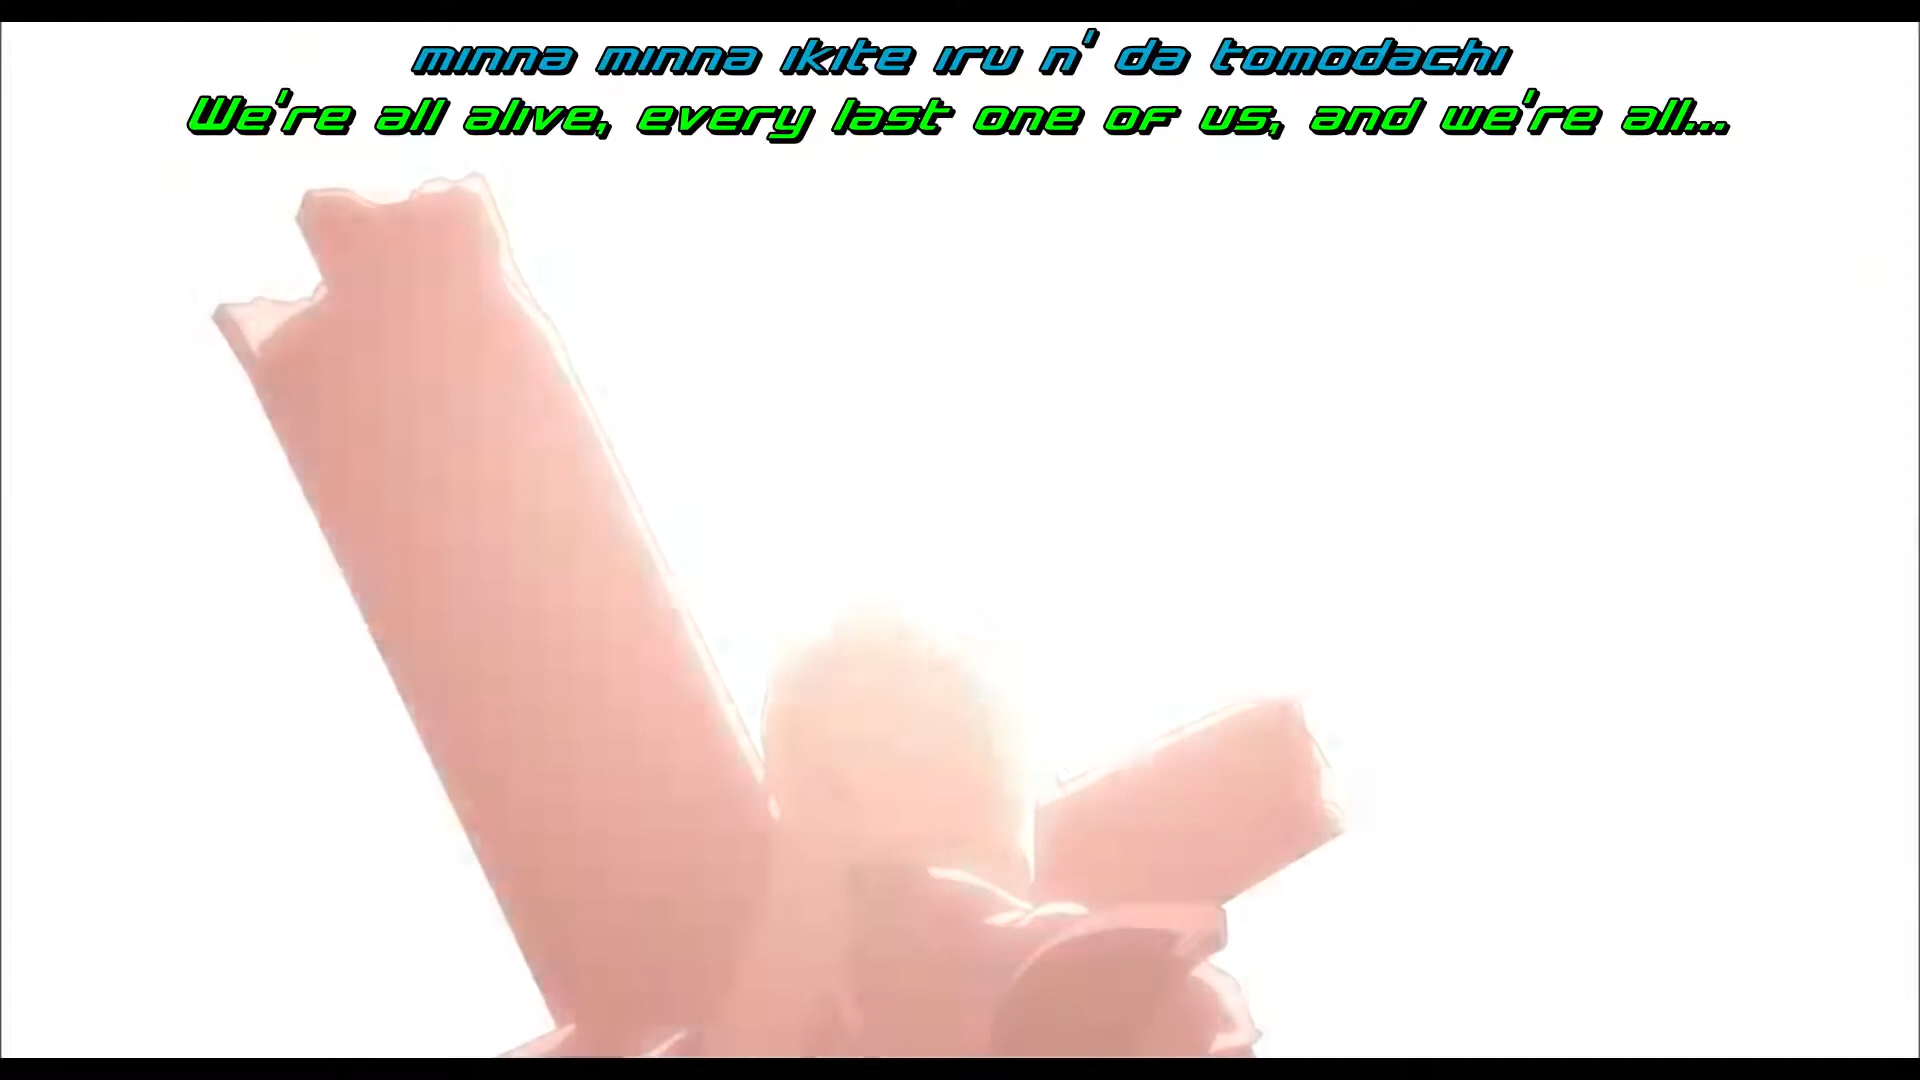 minna minna ikite iru n' da tomodachi
We're all alive, every last one of us, and we're all...